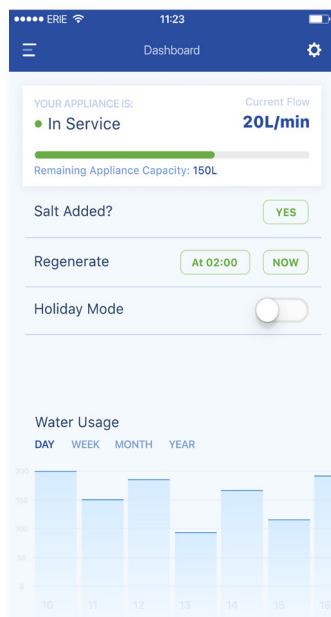 ERIE 11:23
Dashboard
YOUR APPLIANCE IS: Current Flow
In Service 20L/min
Remaining Appliance Capacity: 150L
Salt Added? YES
Regenerate At 02:00 NOW
Holiday Mode
Water Usage
DAY WEEK MONTH YEAR
200
150
100
50
0
10 11 12 13 14 15 16